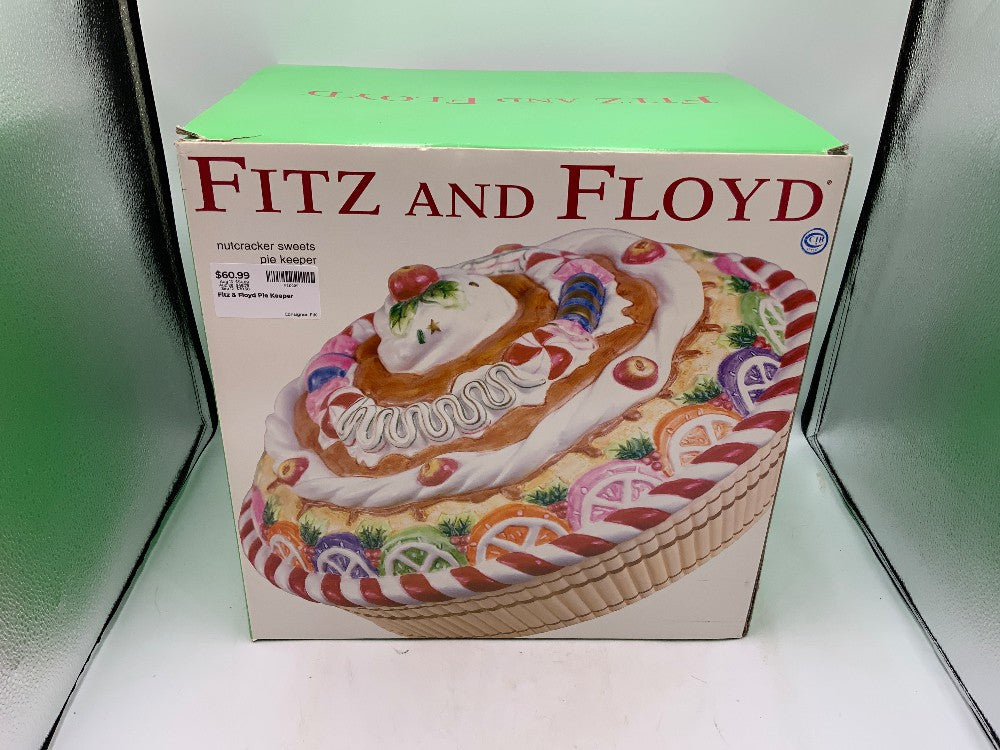 FITZ AND FLOYD
FITZ AND FLOYD®
nutcracker sweets
pie keeper
$60.99
Fitz & Floyd Pie Keeper